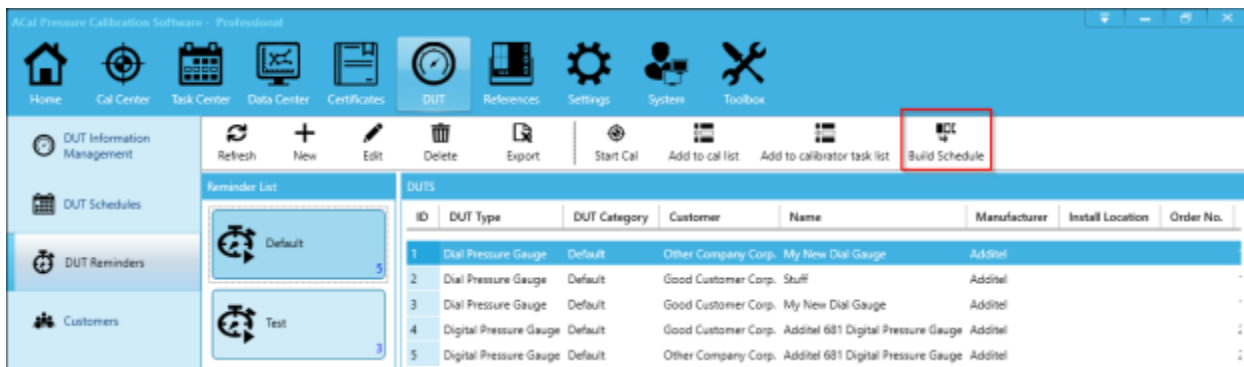 ACal Pressure Calibration Software - Professional
Home Cal Center Task Center Data Center Certificates DUT References Settings System Toolbox
DUT Information Management
DUT Schedules
DUT Reminders
Customers
Refresh New Edit Delete Export Start Cal Add to cal list Add to calibrator task list Build Schedule
Reminder List
Default
5
Test
3
DUTS
ID DUT Type DUT Category Customer Name Manufacturer Install Location Order No.
1 Dial Pressure Gauge Default Other Company Corp. My New Dial Gauge Additel
2 Dial Pressure Gauge Default Good Customer Corp. Stuff Additel
3 Dial Pressure Gauge Default Good Customer Corp. My New Dial Gauge Additel
4 Digital Pressure Gauge Default Good Customer Corp. Additel 681 Digital Pressure Gauge Additel
5 Digital Pressure Gauge Default Other Company Corp. Additel 681 Digital Pressure Gauge Additel